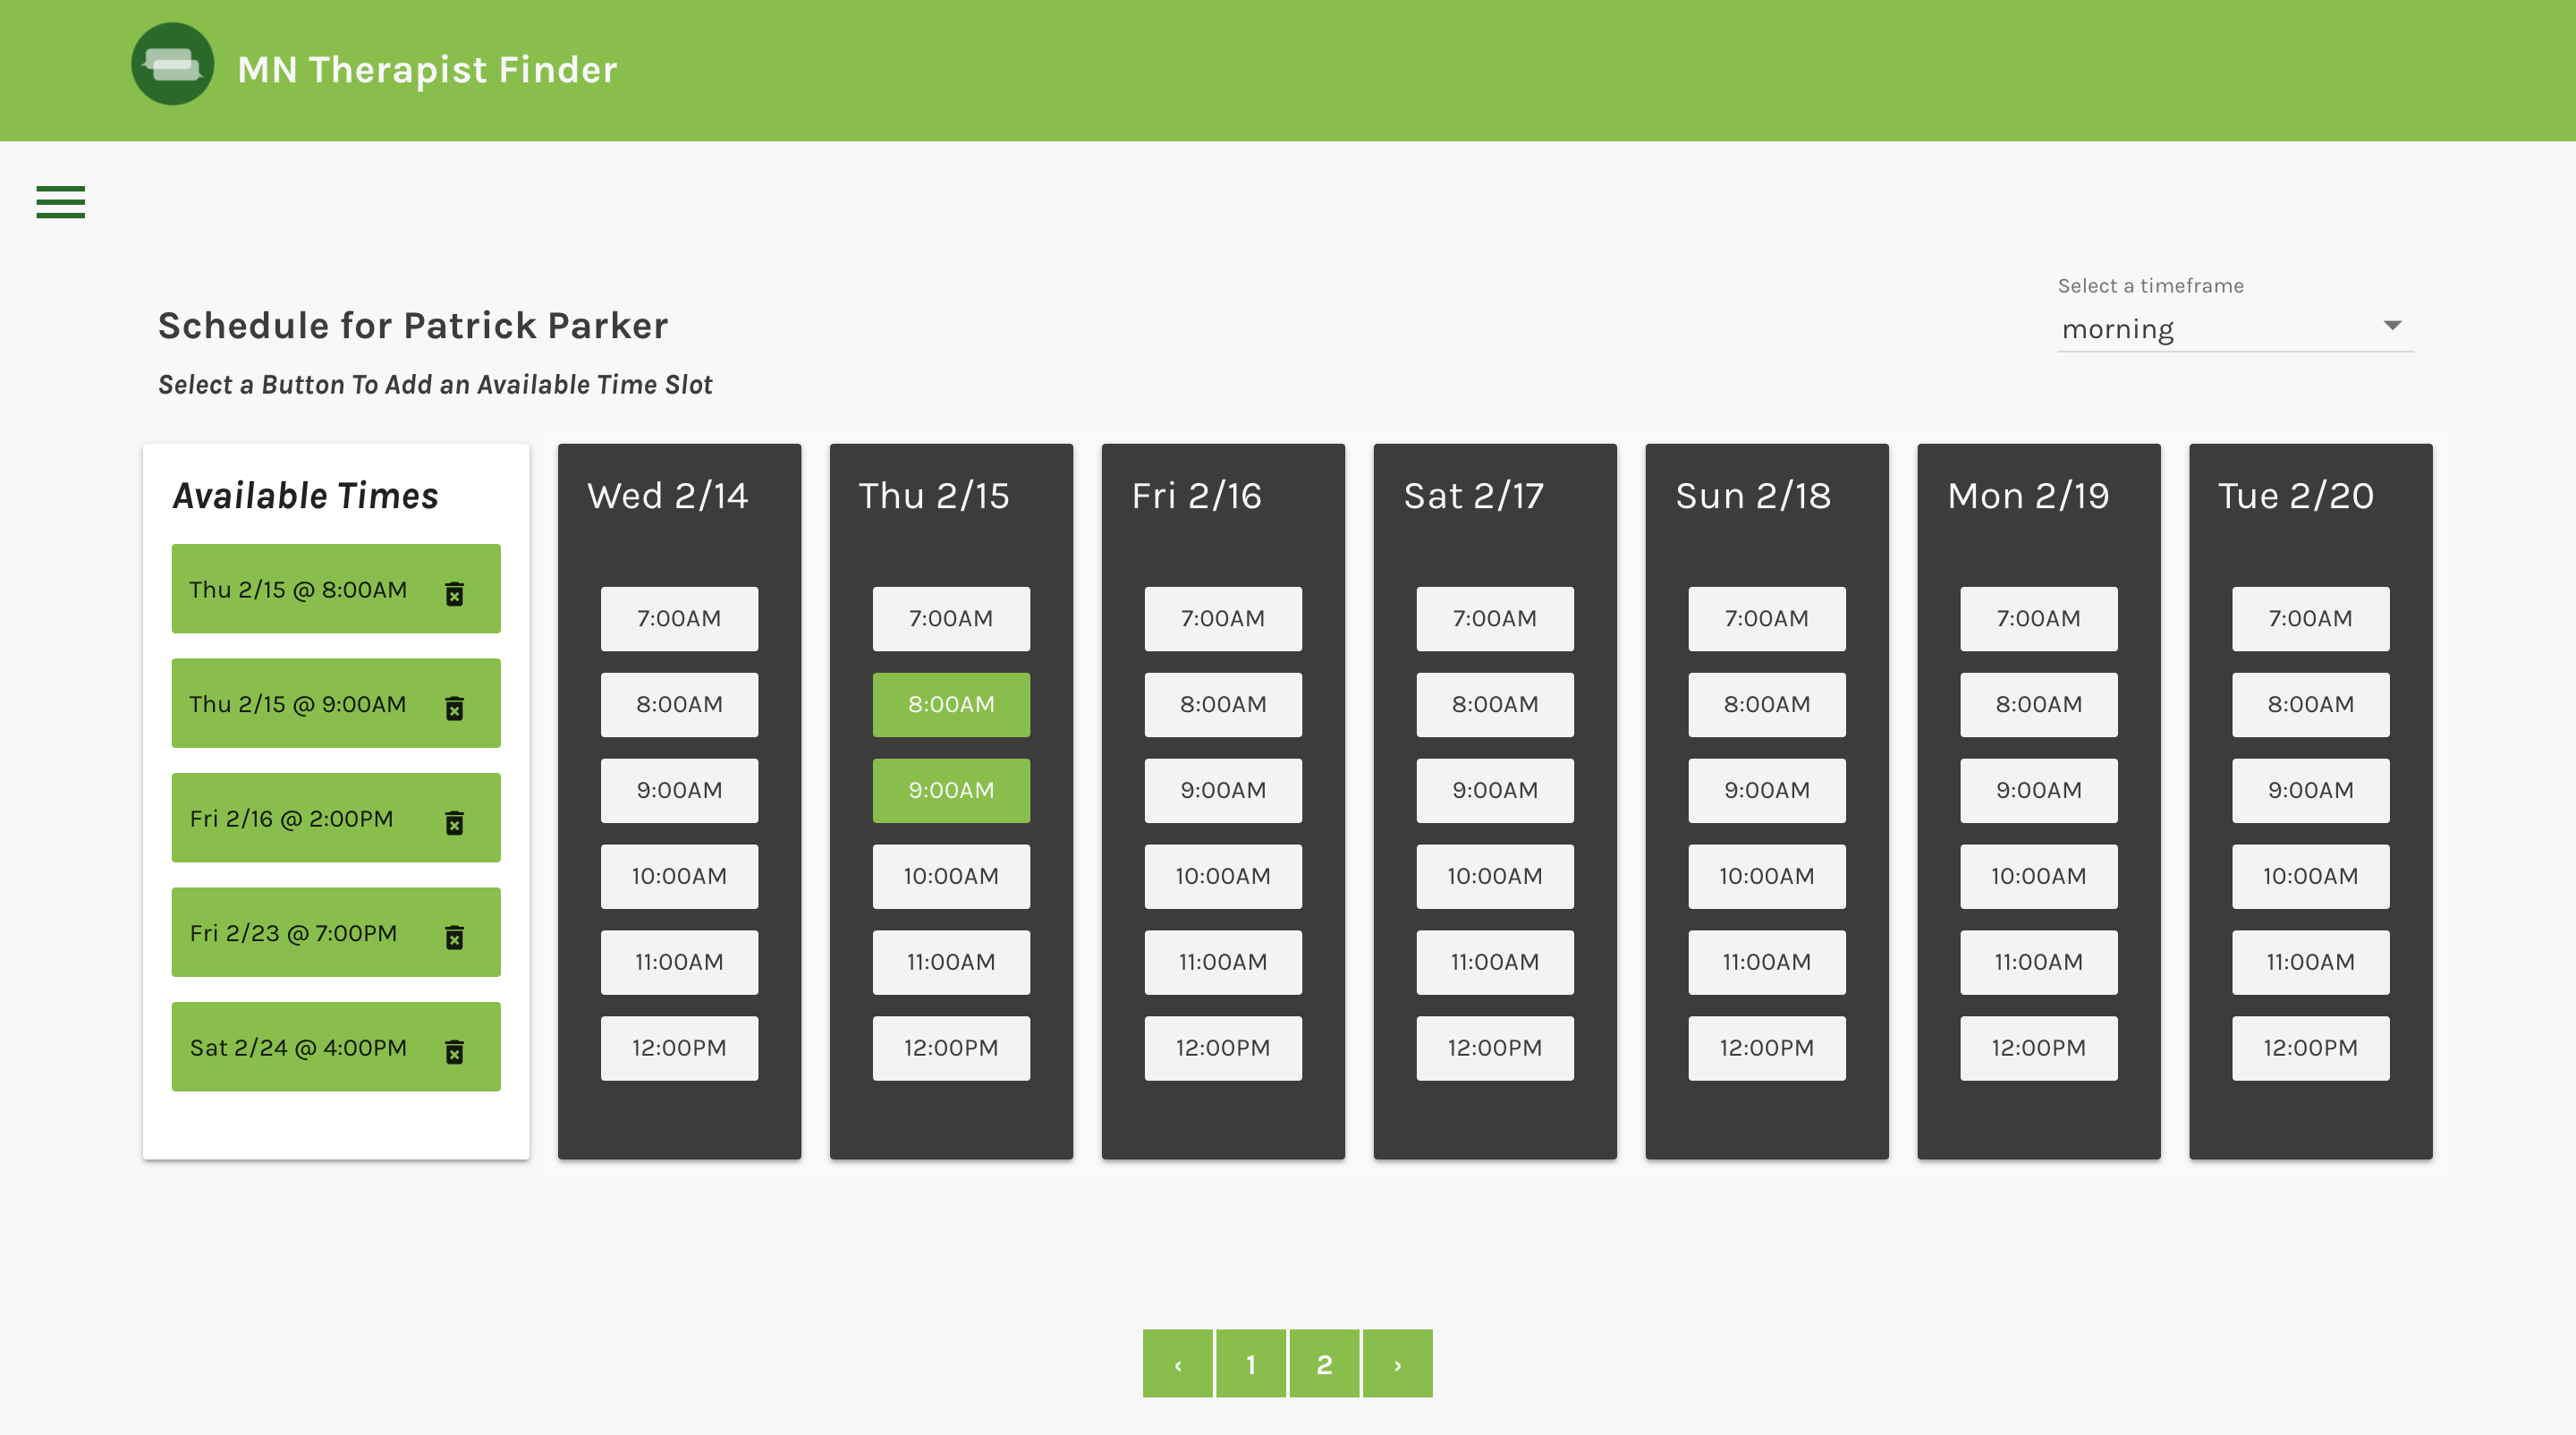 MN Therapist Finder
Select a timeframe
morning
Schedule for Patrick Parker
Select a Button To Add an Available Time Slot
Available Times
Thu 2/15 @ 8:00AM
Thu 2/15 @ 9:00AM
Fri 2/16 @ 2:00PM
Fri 2/23 @ 7:00PM
Sat 2/24 @ 4:00PM
Wed 2/14
7:00AM
8:00AM
9:00AM
10:00AM
11:00AM
12:00PM
Thu 2/15
7:00AM
8:00AM
9:00AM
10:00AM
11:00AM
12:00PM
Fri 2/16
7:00AM
8:00AM
9:00AM
10:00AM
11:00AM
12:00PM
Sat 2/17
7:00AM
8:00AM
9:00AM
10:00AM
11:00AM
12:00PM
Sun 2/18
7:00AM
8:00AM
9:00AM
10:00AM
11:00AM
12:00PM
Mon 2/19
7:00AM
8:00AM
9:00AM
10:00AM
11:00AM
12:00PM
Tue 2/20
7:00AM
8:00AM
9:00AM
10:00AM
11:00AM
12:00PM
‹ 1 2 ›